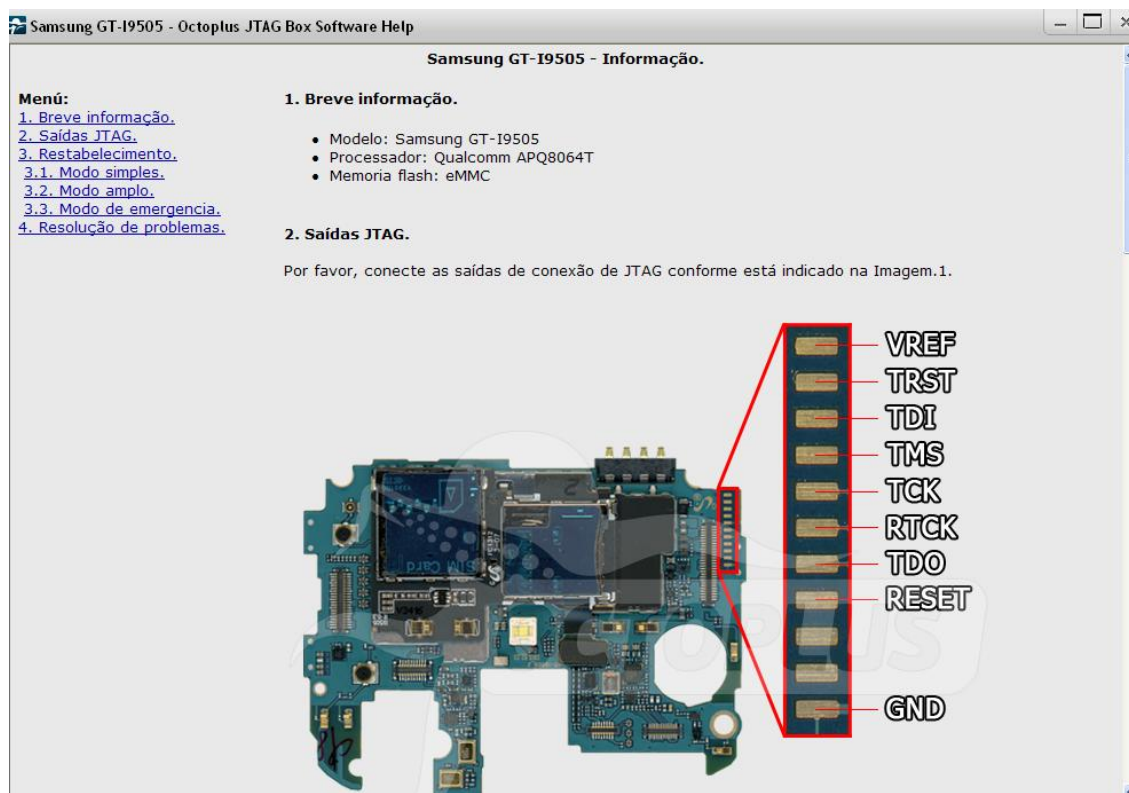 Samsung GT-I9505 - Octoplus JTAG Box Software Help
Samsung GT-I9505 - Informação.
Menú:
1. Breve informação.
2. Saídas JTAG.
3. Restabelecimento.
3.1. Modo simples.
3.2. Modo amplo.
3.3. Modo de emergencia.
4. Resolução de problemas.
1. Breve informação.
• Modelo: Samsung GT-I9505
• Processador: Qualcomm APQ8064T
• Memoria flash: eMMC
2. Saídas JTAG.
Por favor, conecte as saídas de conexão de JTAG conforme está indicado na Imagem.1.
VREF
TRST
TDI
TMS
TCK
RTCK
TDO
RESET
GND
SIM Card
OCTOPLUS